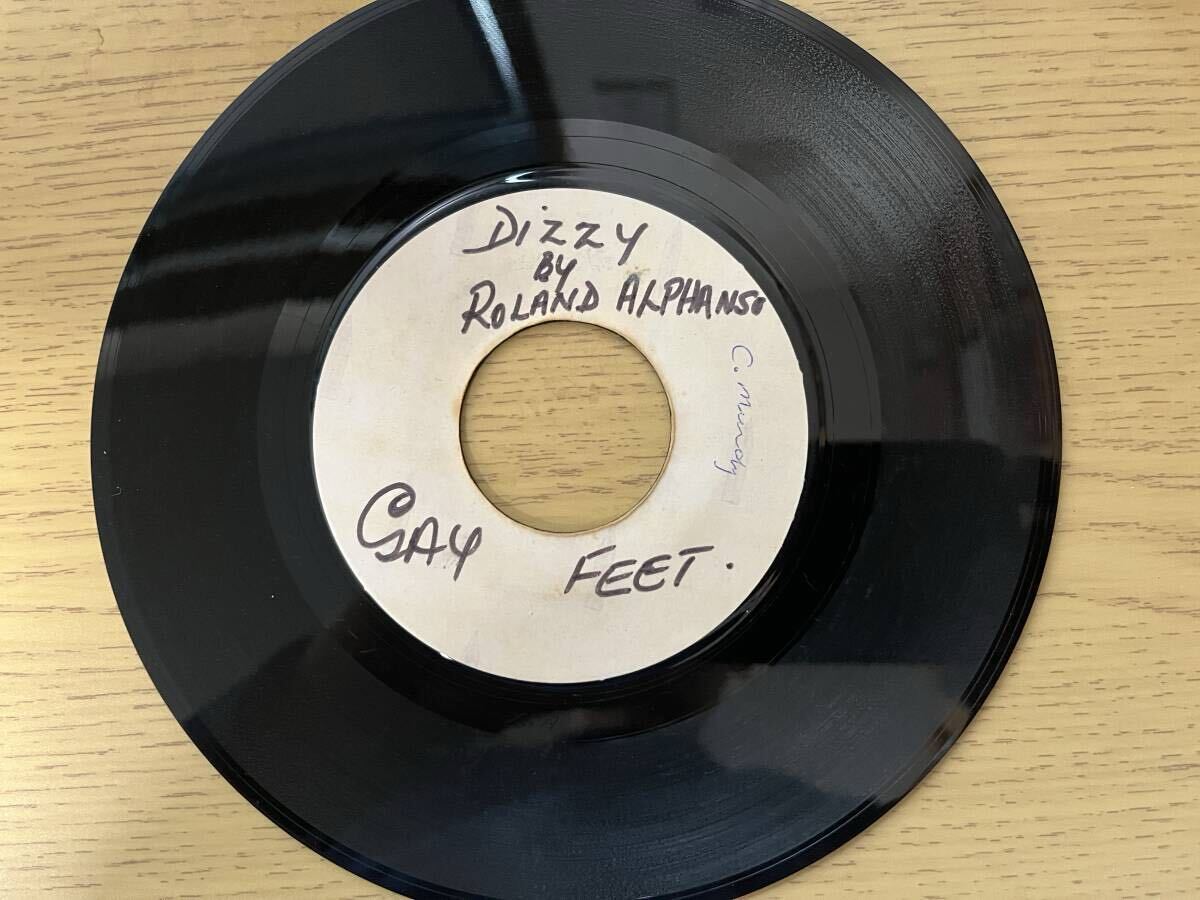 Dizzy
By
ROLAND ALPHANSO
C. Mundy
GAY FEET.